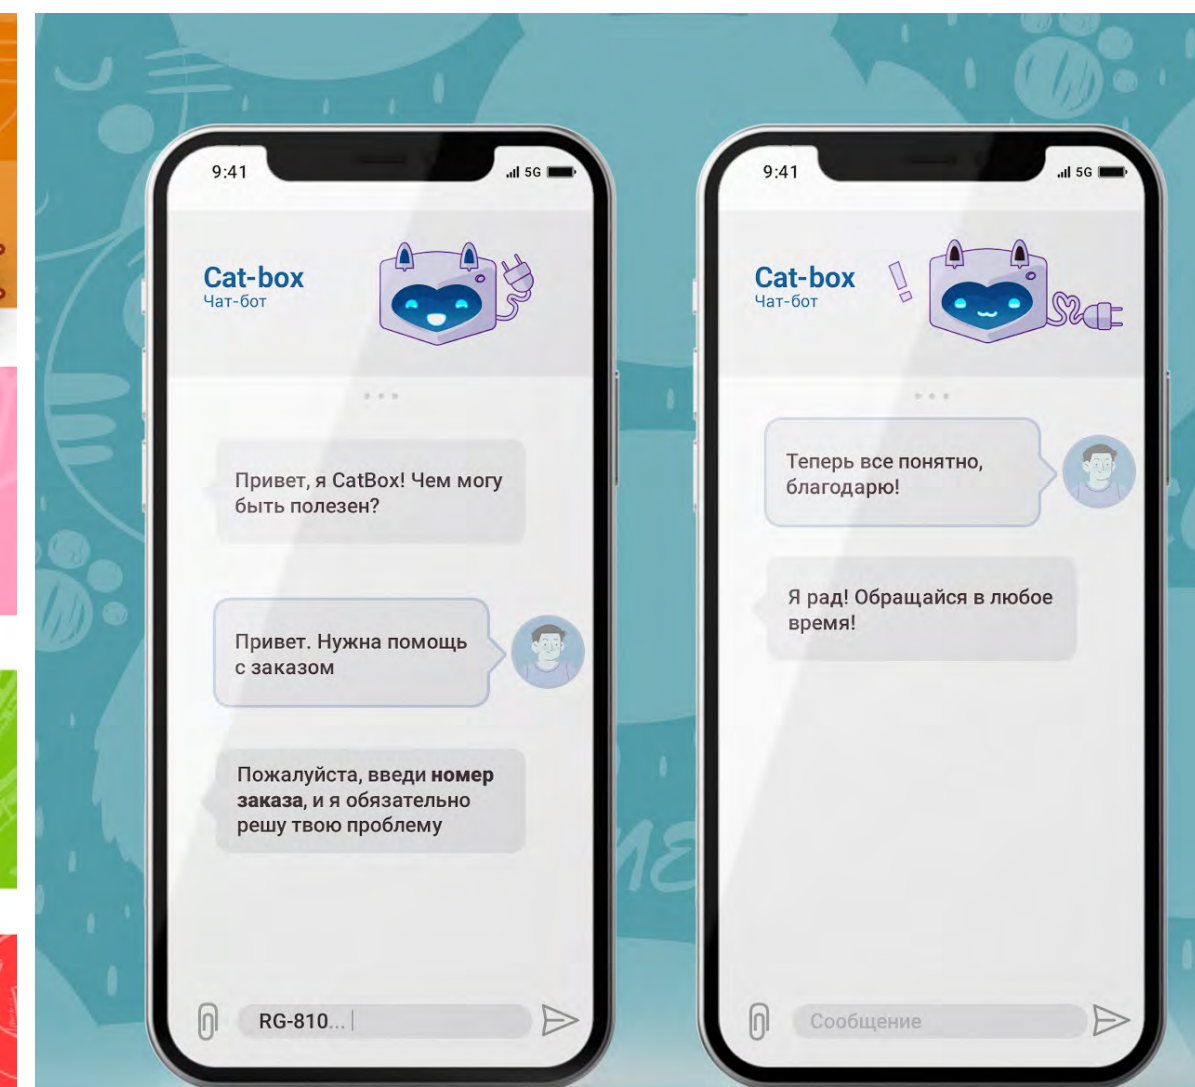 9:41
5G
Cat-box
Чат-бот
Привет, я CatBox! Чем могу
быть полезен?
Привет. Нужна помощь
с заказом
Пожалуйста, введи номер
заказа, и я обязательно
решу твою проблему
RG-810...
9:41
5G
Cat-box
Чат-бот
Теперь все понятно,
благодарю!
Я рад! Обращайся в любое
время!
Сообщение